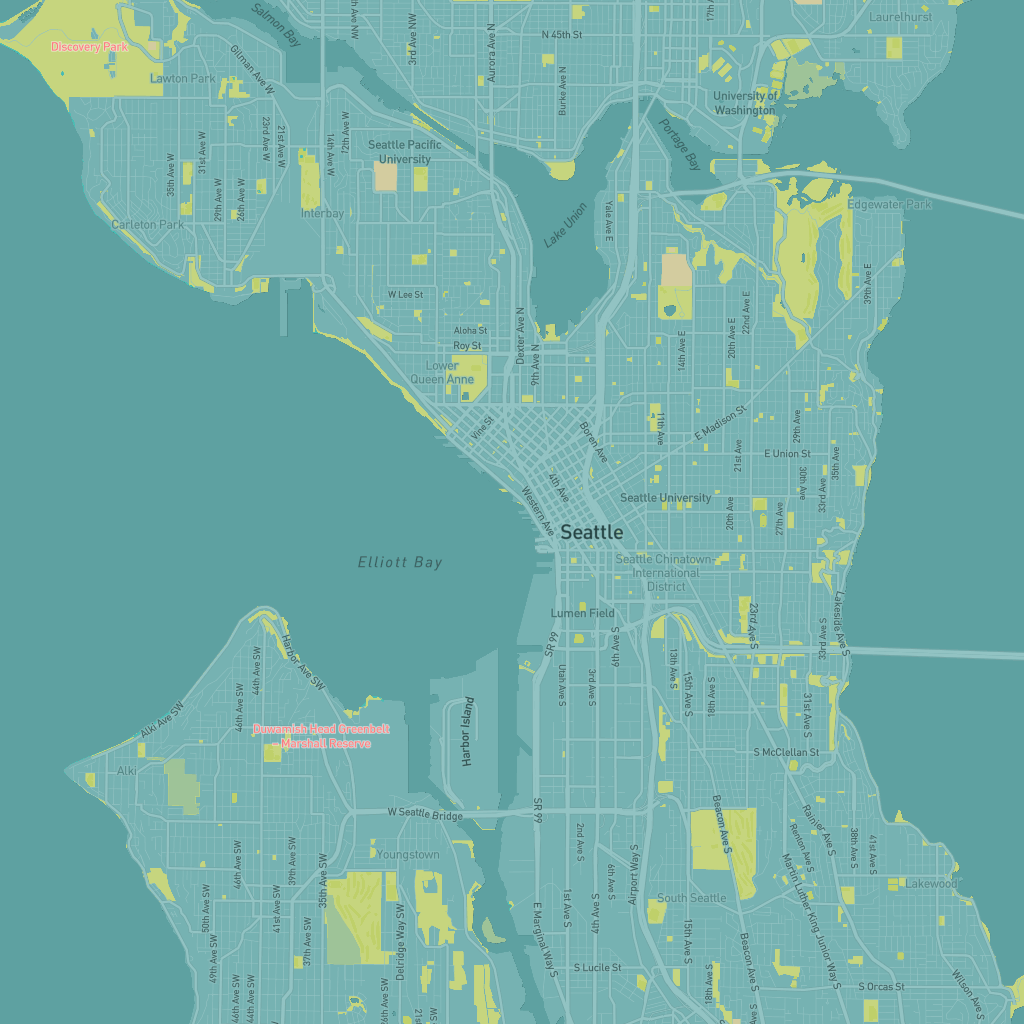 Salmon Bay
3rd Ave NW
Aurora Ave N
N 45th St
Laurelhurst
Discovery Park
Gilman Ave W
Lawton Park
Burke Ave N
University of
Washington
23rd Ave W
21st Ave W
14th Ave W
12th Ave W
Seattle Pacific
University
Portage Bay
35th Ave W
31st Ave W
29th Ave W
26th Ave W
Interbay
Carleton Park
Lake Union
Yale Ave E
Edgewater Park
39th Ave E
W Lee St
Aloha St
Roy St
Dexter Ave N
9th Ave N
14th Ave E
20th Ave E
22nd Ave E
Lower
Queen Anne
Vine St
Boren Ave
11th Ave
E Madison St
E Union St
21st Ave
29th Ave
30th Ave
35th Ave
33rd Ave
27th Ave
20th Ave
4th Ave
Western Ave
Seattle University
Seattle
Elliott Bay
Seattle Chinatown-
International
District
Lumen Field
SR 99
6th Ave S
23rd Ave S
33rd Ave S
Lakeside Ave S
Harbor Ave SW
44th Ave SW
46th Ave SW
Alki Ave SW
Alki
Duwamish Head Greenbelt
- Marshall Reserve
Harbor Island
Utah Ave S
3rd Ave S
13th Ave S
15th Ave S
18th Ave S
31st Ave S
S McClellan St
W Seattle Bridge
SR 99
2nd Ave S
6th Ave S
Airport Way S
Beacon Ave S
Rainier Ave S
Renton Ave S
Martin Luther King Junior Way S
38th Ave S
41st Ave S
Youngstown
46th Ave SW
39th Ave SW
35th Ave SW
50th Ave SW
41st Ave SW
37th Ave SW
49th Ave SW
Delridge Way SW
South Seattle
Lakewood
E Marginal Way S
1st Ave S
4th Ave S
15th Ave S
Beacon Ave S
S Lucile St
18th Ave S
S Orcas St
Wilson Ave S
46th Ave SW
44th Ave SW
26th Ave SW